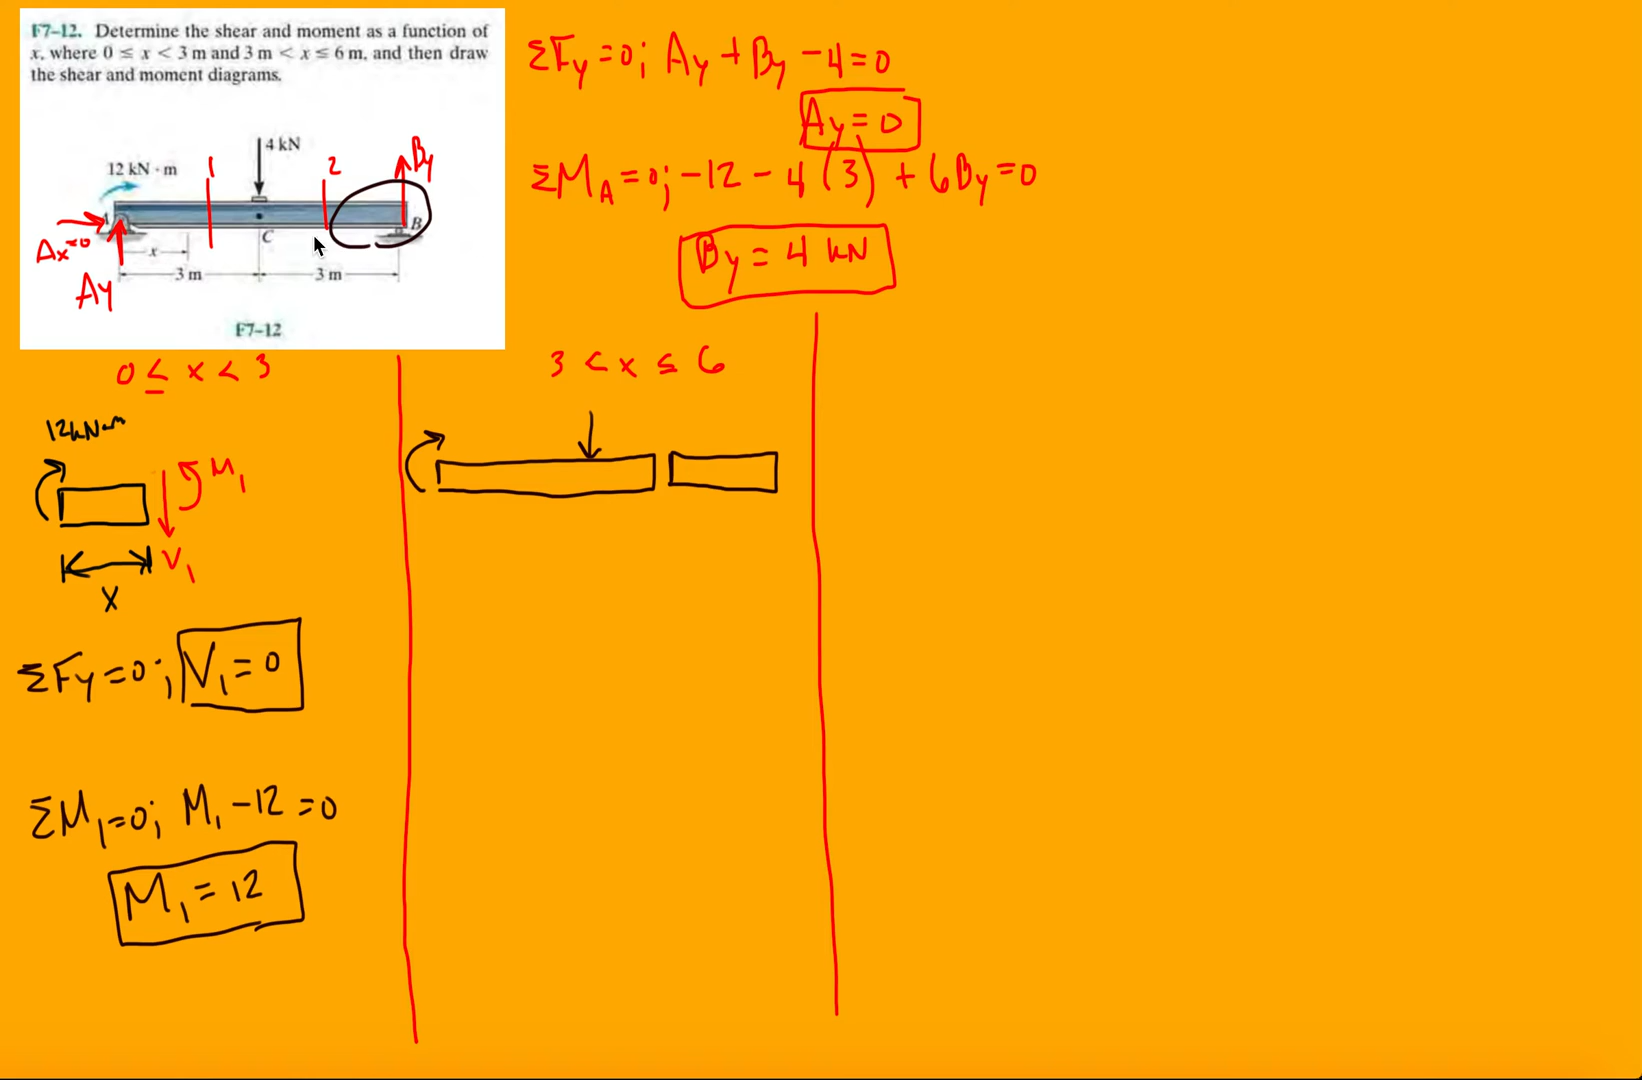 F7–12. Determine the shear and moment as a function of
x, where 0 ≤ x < 3 m and 3 m < x ≤ 6 m, and then draw
the shear and moment diagrams.
4 kN
12 kN · m
1
2
By
A
B
C
Ax=0
x
3 m
3 m
Ay
F7–12
ΣFy=0; Ay + By −4=0
Ay= 0
ΣMA=0; −12 − 4(3) + 6By=0
By = 4 kN
0 ≤ x < 3
12kN·m
M1
V1
x
ΣFy=0; V1=0
ΣM1=0; M1 −12 =0
M1 = 12
3 < x ≤ 6